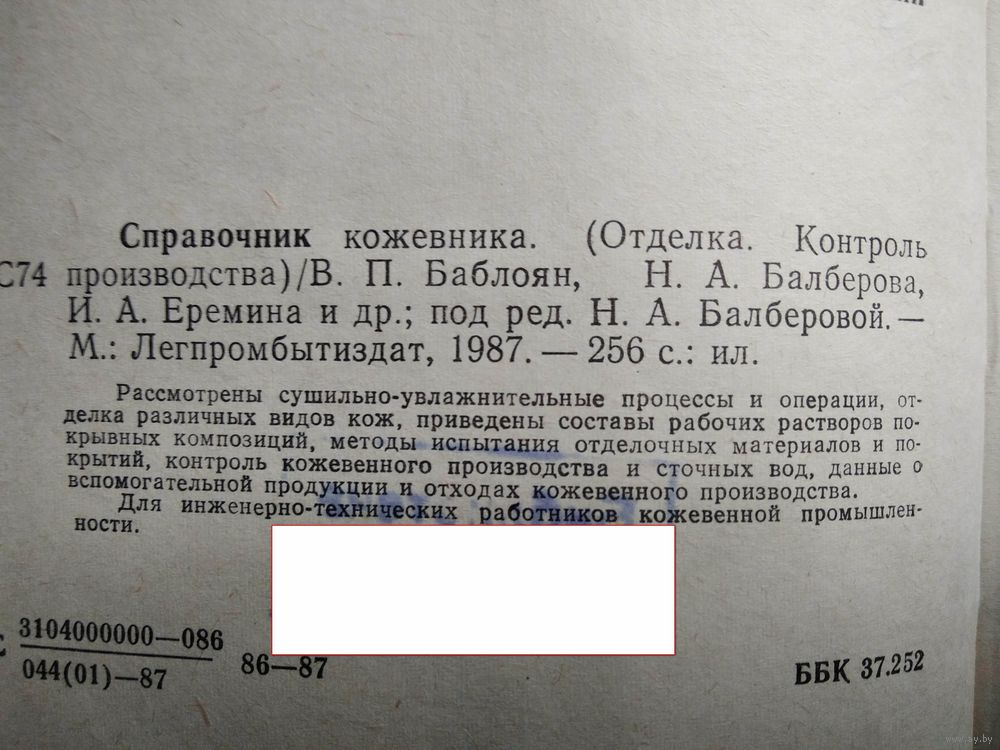 Справочник кожевника. (Отделка. Контроль
С74 производства)/В. П. Баблоян, Н. А. Балберова,
И. А. Еремина и др.; под ред. Н. А. Балберовой.—
М.: Легпромбытиздат, 1987. — 256 с.: ил.
Рассмотрены сушильно-увлажнительные процессы и операции, от-
делка различных видов кож, приведены составы рабочих растворов по-
крывных композиций, методы испытания отделочных материалов и по-
крытий, контроль кожевенного производства и сточных вод, данные о
вспомогательной продукции и отходах кожевенного производства.
Для инженерно-технических работников кожевенной промышлен-
ности.
3104000000—086
044(01)—87
86—87
ББК 37.252
www.ay.by